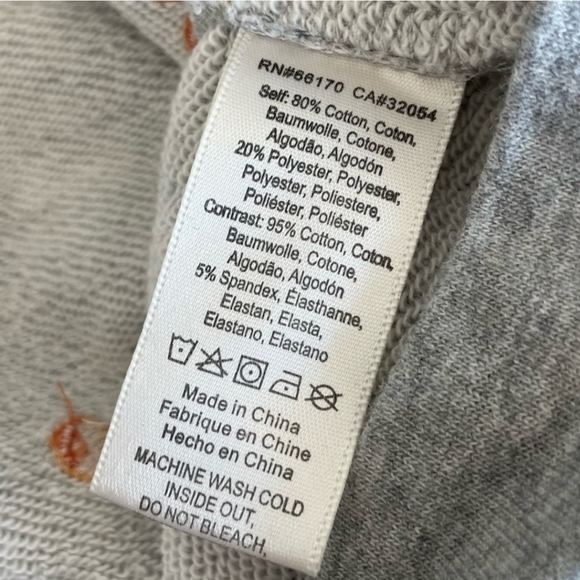 RN#66170 CA#32054
Self: 80% Cotton, Coton,
Baumwolle, Cotone,
Algodão, Algodón
20% Polyester, Polyester,
Polyester, Poliestere,
Poliéster, Poliéster
Contrast: 95% Cotton, Coton,
Baumwolle, Cotone,
Algodão, Algodón
5% Spandex, Élasthanne,
Elastan, Elasta,
Elastano, Elastano
Made in China
Fabrique en Chine
Hecho en China
MACHINE WASH COLD
INSIDE OUT,
DO NOT BLEACH,